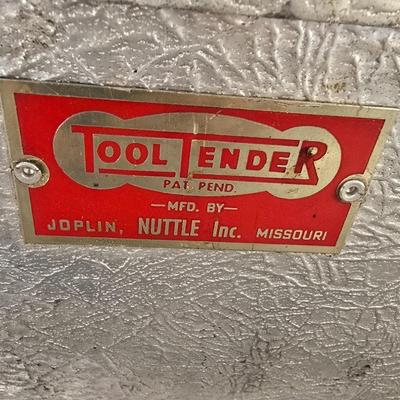 TOOL TENDER
PAT. PEND.
—MFD. BY—
JOPLIN, NUTTLE Inc. MISSOURI